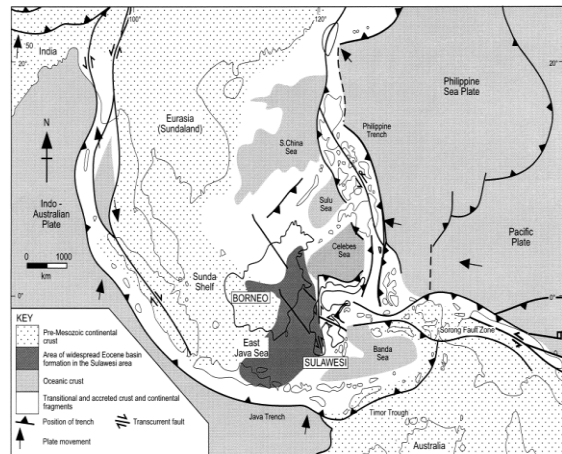 100°
120°
50
India
20°
20°
Eurasia
(Sundaland)
Philippine
Sea Plate
N
S.China
Sea
Philippine
Trench
Indo -
Australian
Plate
Sulu
Sea
Celebes
Sea
Pacific
Plate
0
1000
km
Sunda
Shelf
0°
0°
BORNEO
Sorong Fault Zone
East
Java Sea
SULAWESI
Banda
Sea
Java Trench
Timor Trough
Australia
KEY
Pre-Mesozoic continental
crust
Area of widespread Eocene basin
formation in the Sulawesi area
Oceanic crust
Transitional and accreted crust and continental
fragments
Position of trench
Transcurrent fault
Plate movement